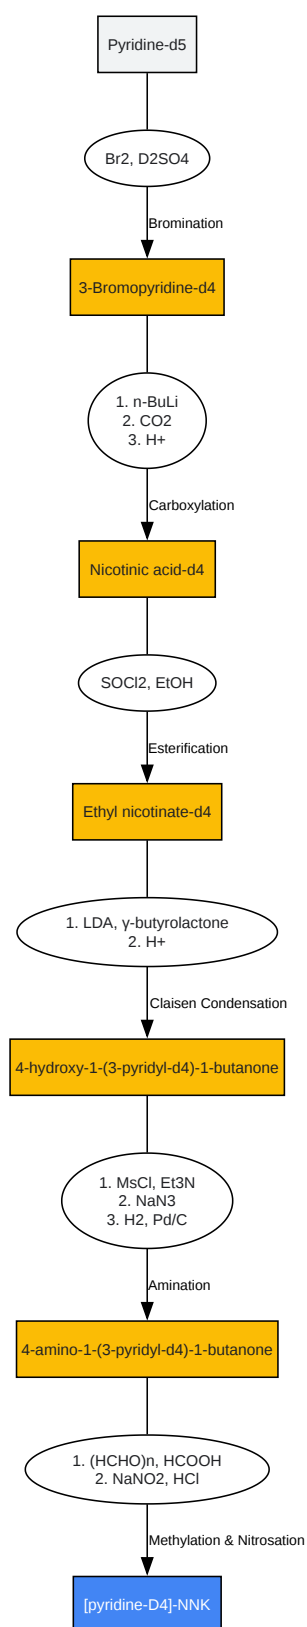 Pyridine-d5
Br2, D2SO4
Bromination
3-Bromopyridine-d4
1. n-BuLi
2. CO2
3. H+
Carboxylation
Nicotinic acid-d4
SOCl2, EtOH
Esterification
Ethyl nicotinate-d4
1. LDA, γ-butyrolactone
2. H+
Claisen Condensation
4-hydroxy-1-(3-pyridyl-d4)-1-butanone
1. MsCl, Et3N
2. NaN3
3. H2, Pd/C
Amination
4-amino-1-(3-pyridyl-d4)-1-butanone
1. (HCHO)n, HCOOH
2. NaNO2, HCl
Methylation & Nitrosation
[pyridine-D4]-NNK